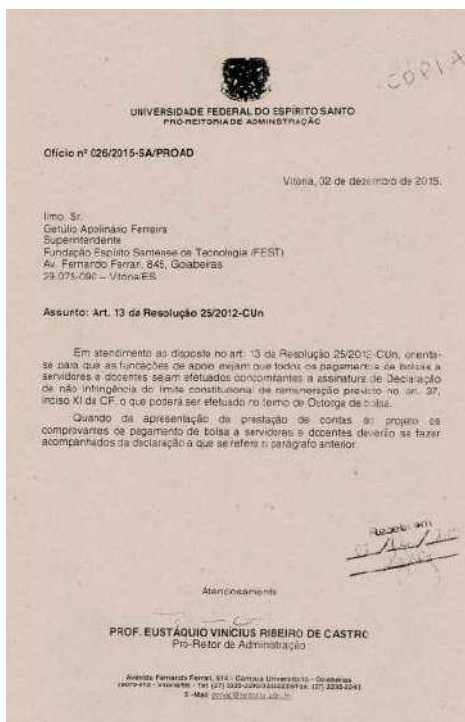 CÓPIA
UNIVERSIDADE FEDERAL DO ESPÍRITO SANTO
PRÓ-REITORIA DE ADMINISTRAÇÃO
Ofício nº 026/2015-SA/PROAD
Vitória, 02 de dezembro de 2015.
Ilmo. Sr.
Getúlio Apolinário Ferreira
Superintendente
Fundação Espírito Santense de Tecnologia (FEST)
Av. Fernando Ferrari, 845, Goiabeiras
29.075-090 – Vitória/ES
Assunto: Art. 13 da Resolução 25/2012-CUn
Em atendimento ao disposto no art. 13 da Resolução 25/2012-CUn, orienta-
se para que as fundações de apoio exijam que todos os pagamentos de bolsas a
servidores e docentes sejam efetuados concomitantes a assinatura de Declaração
de não infringência do limite constitucional de remuneração previsto no art. 37,
inciso XI da CF, o que poderá ser efetuado no termo de Outorga de bolsa.
Quando da apresentação da prestação de contas do projeto os
comprovantes de pagamento de bolsa a servidores e docentes deverão se fazer
acompanhados da declaração a que se refere o parágrafo anterior.
Recebi em
Atenciosamente
PROF. EUSTÁQUIO VINICIUS RIBEIRO DE CASTRO
Pró-Reitor de Administração
Avenida Fernando Ferrari, 514 - Campus Universitário - Goiabeiras
Vitória/ES - Tel (27)
E-Mail